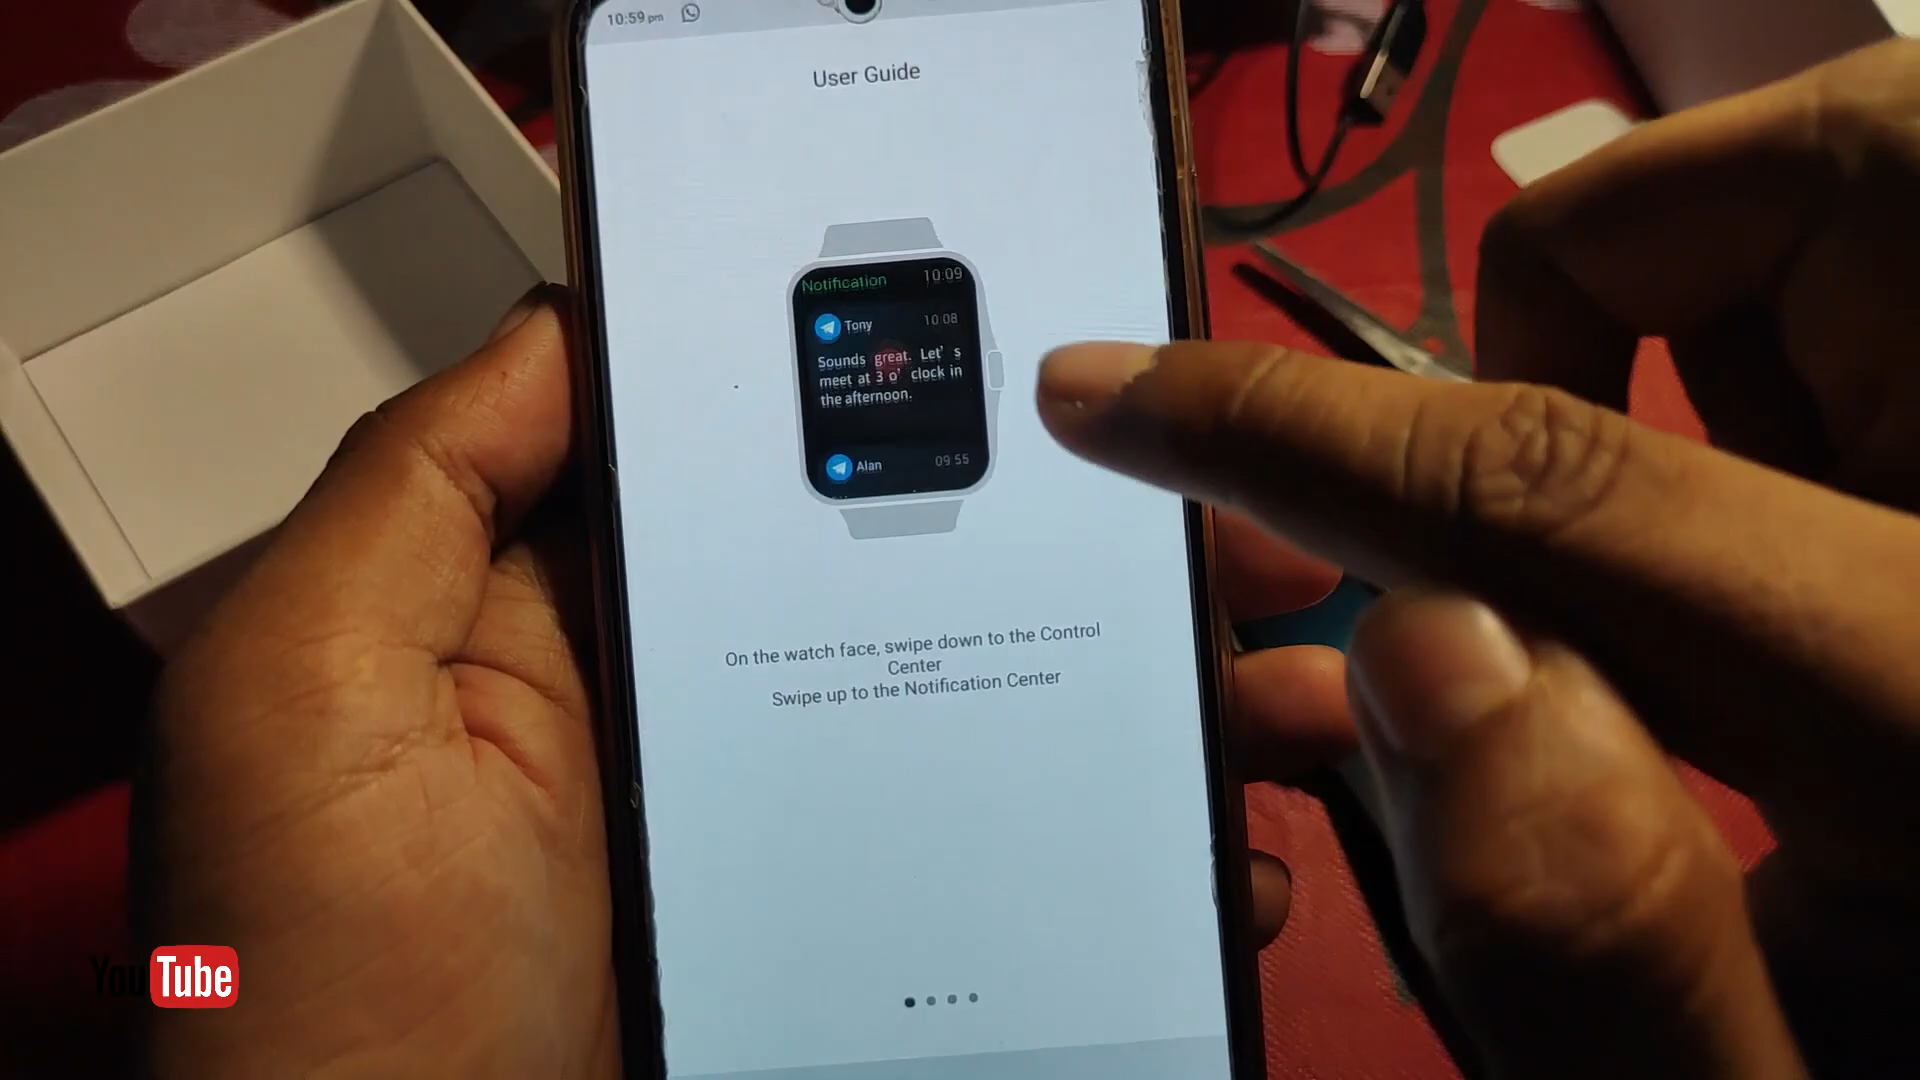 10:59 pm
User Guide
Notification 10:09
Tony 10:08
Sounds great. Let's
meet at 3 o' clock in
the afternoon.
Alan 09:55
On the watch face, swipe down to the Control
Center
Swipe up to the Notification Center
YouTube